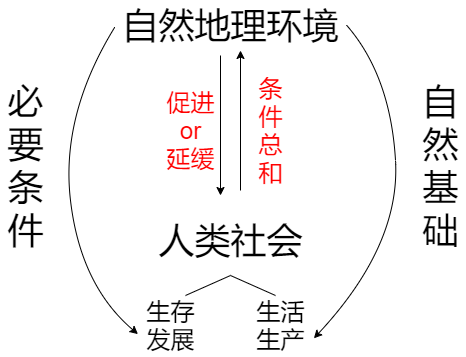 自然地理环境
必要条件
促进
or
延缓
条件总和
自然基础
人类社会
生存
发展
生活
生产